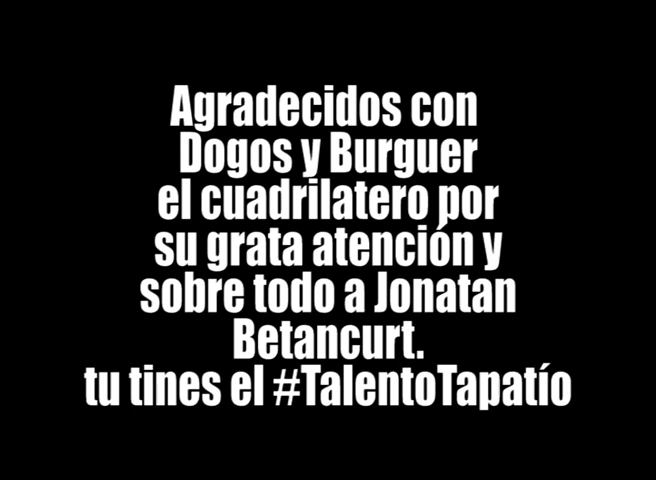 Agradecidos con
Dogos y Burguer
el cuadrilatero por
su grata atención y
sobre todo a Jonatan
Betancurt.
tu tines el #TalentoTapatío